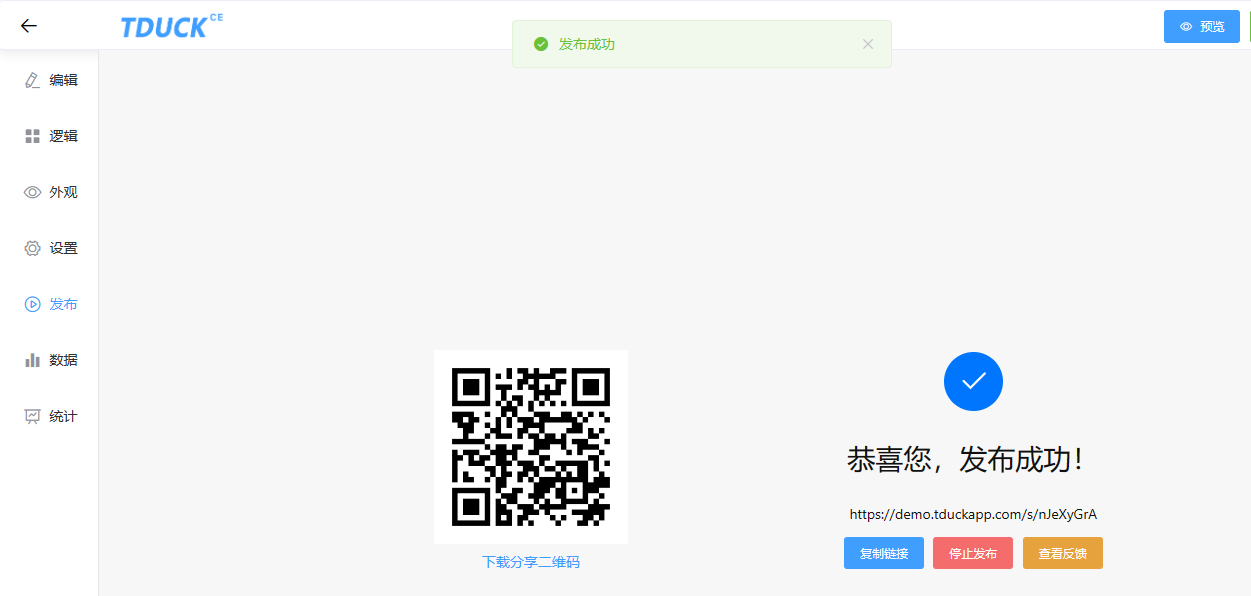 TDUCK CE
发布成功
预览
编辑
逻辑
外观
设置
发布
数据
统计
下载分享二维码
恭喜您，发布成功！
https://demo.tduckapp.com/s/nJeXyGrA
复制链接
停止发布
查看反馈